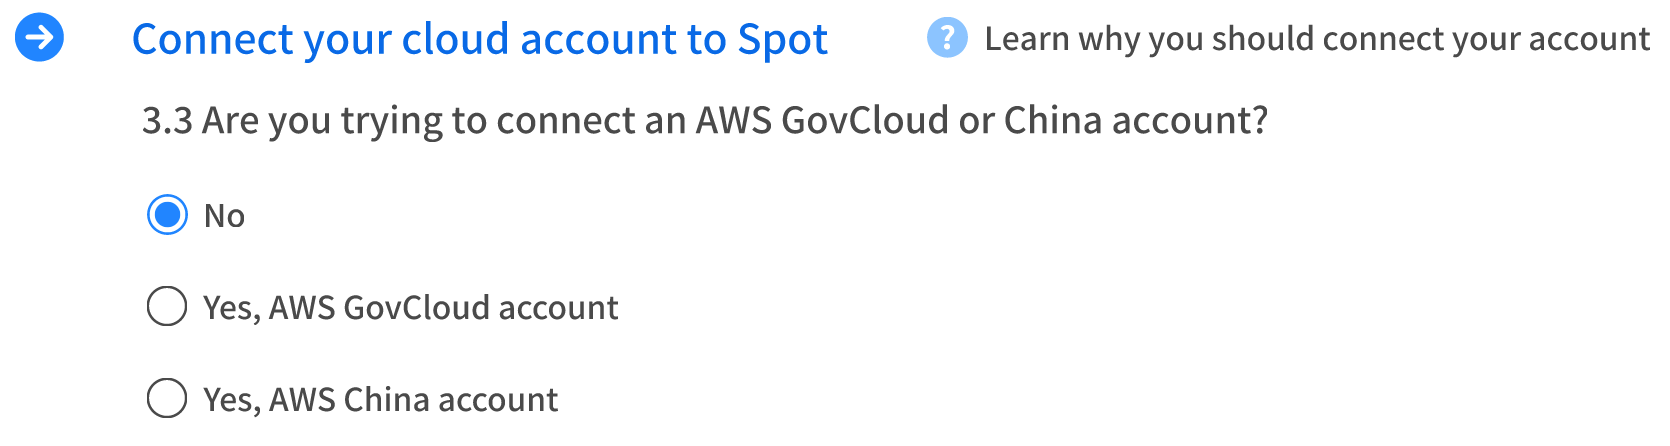 Connect your cloud account to Spot
? Learn why you should connect your account
3.3 Are you trying to connect an AWS GovCloud or China account?
No
Yes, AWS GovCloud account
Yes, AWS China account